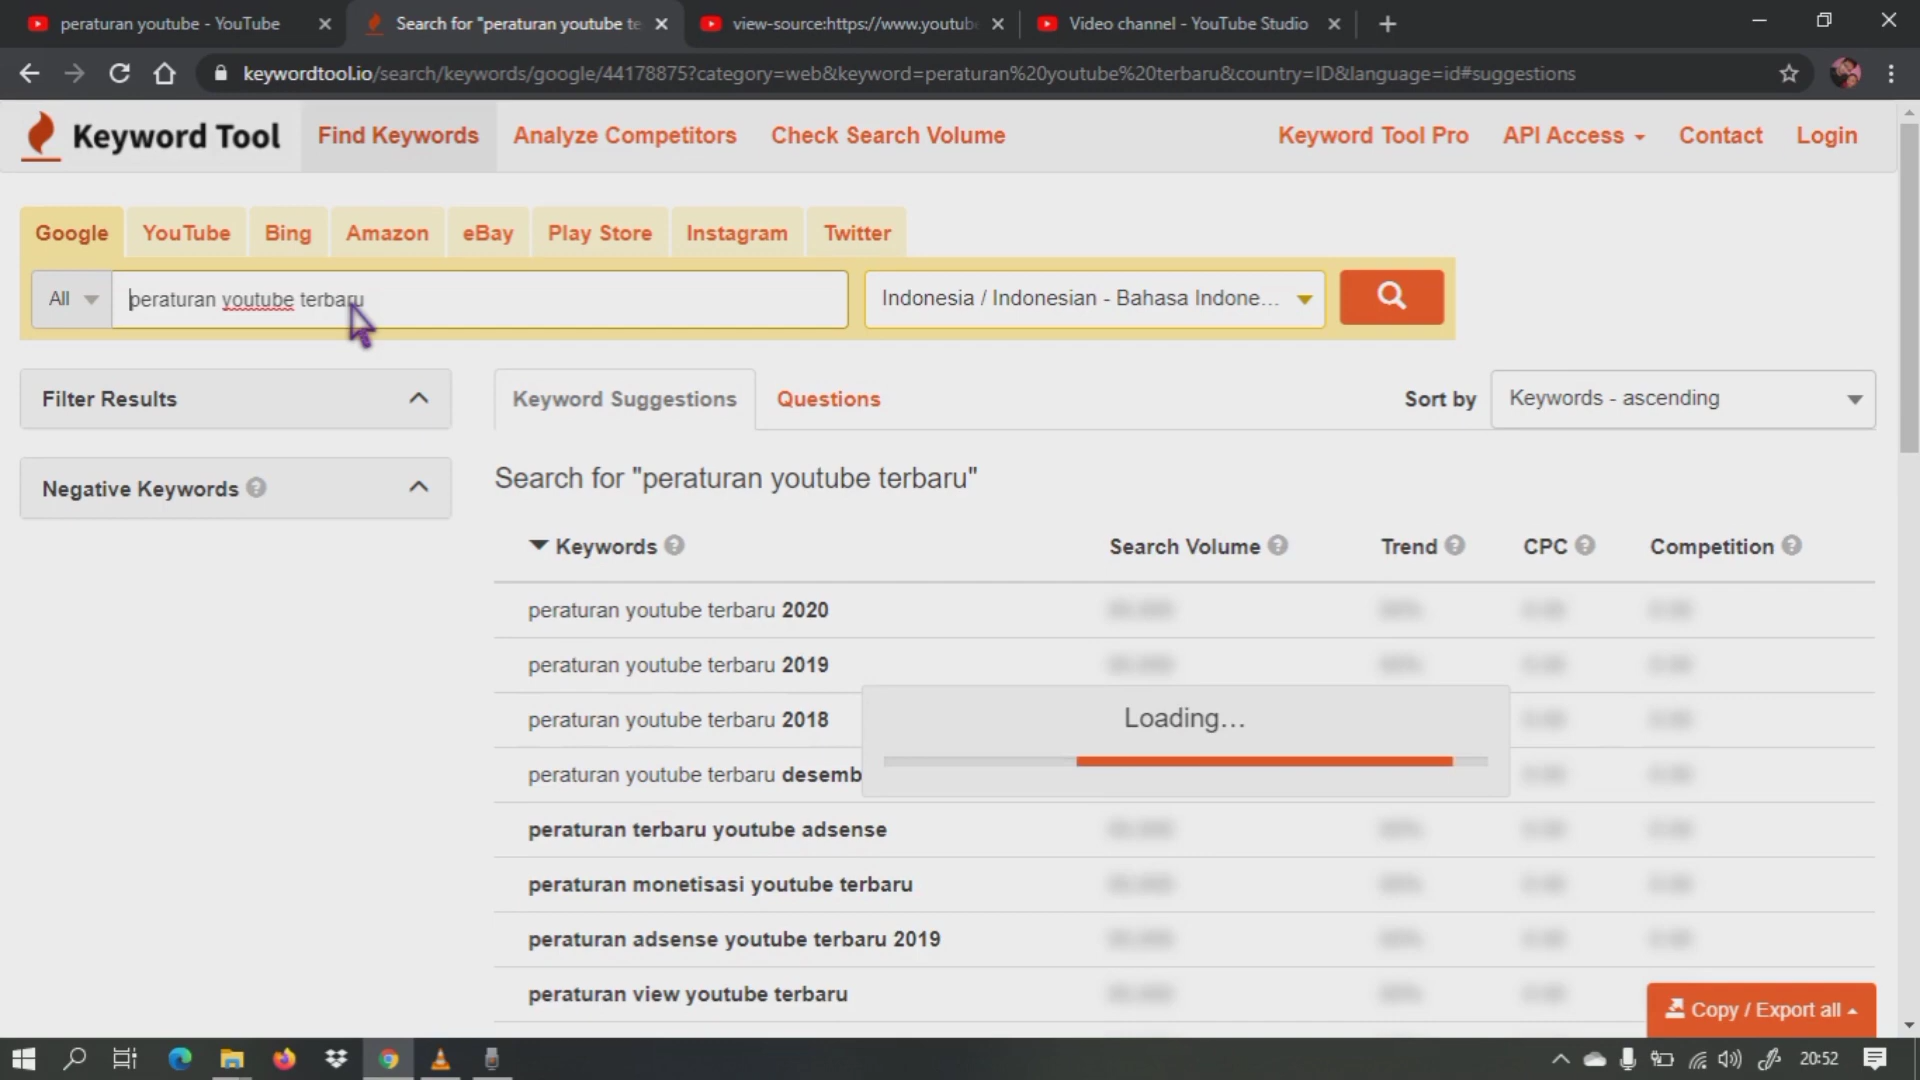 peraturan youtube - YouTube
Search for "peraturan youtube te
view-source:https://www.youtub
Video channel - YouTube Studio
keywordtool.io/search/keywords/google/44178875?category=web&keyword=peraturan%20youtube%20terbaru&country=ID&language=id#suggestions
Keyword Tool
Find Keywords
Analyze Competitors
Check Search Volume
Keyword Tool Pro
API Access
Contact
Login
Google
YouTube
Bing
Amazon
eBay
Play Store
Instagram
Twitter
All
peraturan youtube terbaru
Indonesia / Indonesian - Bahasa Indone...
Filter Results
Keyword Suggestions
Questions
Sort by
Keywords - ascending
Negative Keywords ?
Search for "peraturan youtube terbaru"
Keywords ?
Search Volume ?
Trend ?
CPC ?
Competition ?
peraturan youtube terbaru 2020
peraturan youtube terbaru 2019
peraturan youtube terbaru 2018
peraturan youtube terbaru desemb
Loading...
peraturan terbaru youtube adsense
peraturan monetisasi youtube terbaru
peraturan adsense youtube terbaru 2019
peraturan view youtube terbaru
Copy / Export all
20:52